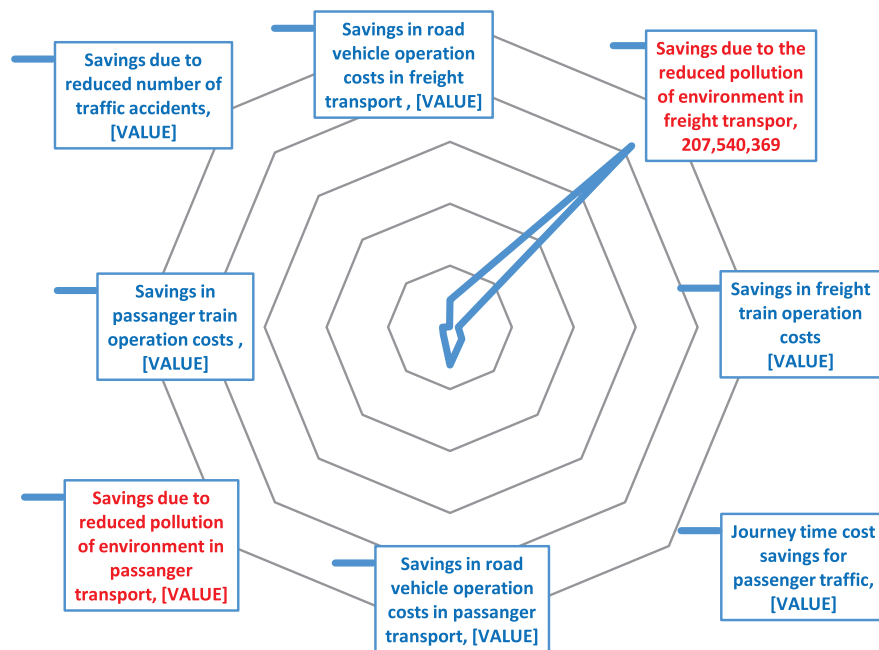 Savings in road
vehicle operation
costs in freight
transport , [VALUE]
Savings due to the
reduced pollution
of environment in
freight transpor,
207,540,369
Savings in freight
train operation
costs
[VALUE]
Journey time cost
savings for
passenger traffic,
[VALUE]
Savings in road
vehicle operation
costs in passanger
transport, [VALUE]
Savings due to
reduced pollution
of environment in
passanger
transport, [VALUE]
Savings in
passanger train
operation costs ,
[VALUE]
Savings due to
reduced number of
traffic accidents,
[VALUE]